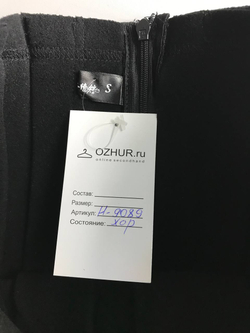 S
OZHUR.ru
online secondhand
Состав:
Размер:
Артикул: Н-9089
Состояние: хор